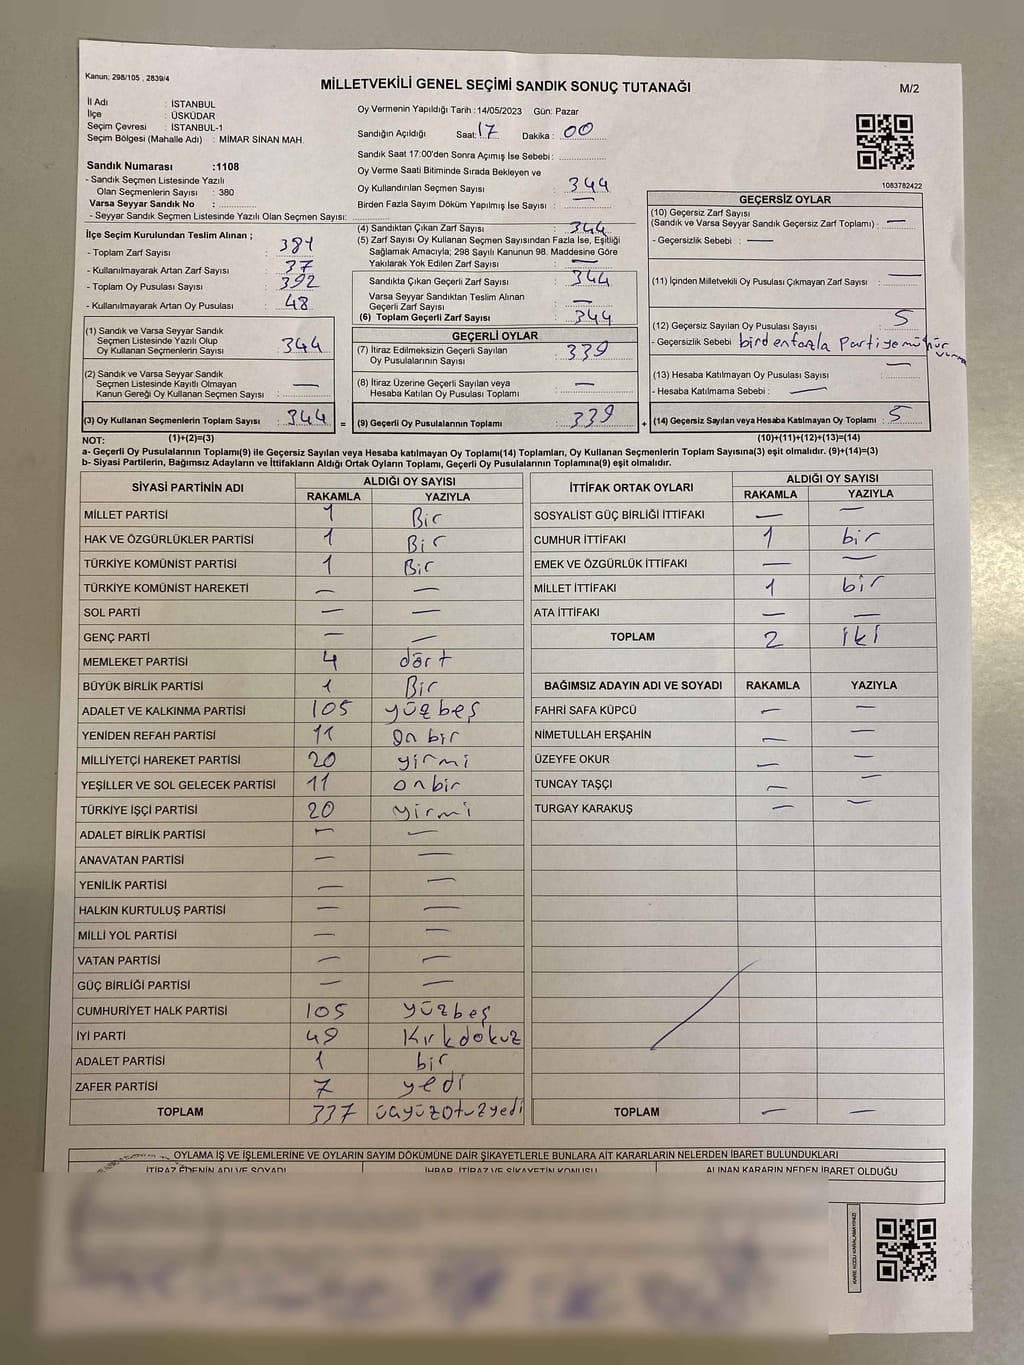 Kanun; 298/105 , 2839/4
MİLLETVEKİLİ GENEL SEÇİMİ SANDIK SONUÇ TUTANAĞI
M/2
İl Adı : İSTANBUL
İlçe : ÜSKÜDAR
Seçim Çevresi : İSTANBUL-1
Seçim Bölgesi (Mahalle Adı) : MİMAR SİNAN MAH.
Sandık Numarası :1108
- Sandık Seçmen Listesinde Yazılı
Olan Seçmenlerin Sayısı : 380
Varsa Seyyar Sandık No :
- Seyyar Sandık Seçmen Listesinde Yazılı Olan Seçmen Sayısı:
Oy Vermenin Yapıldığı Tarih :14/05/2023 Gün: Pazar
Sandığın Açıldığı Saat: 17 Dakika : 00
Sandık Saat 17:00'den Sonra Açımış İse Sebebi :
Oy Verme Saati Bitiminde Sırada Bekleyen ve
Oy Kullandırılan Seçmen Sayısı : 344
Birden Fazla Sayım Döküm Yapılmış İse Sayısı : —
1083782422
İlçe Seçim Kurulundan Teslim Alınan ;
- Toplam Zarf Sayısı : 381
- Kullanılmayarak Artan Zarf Sayısı : 37
- Toplam Oy Pusulası Sayısı : 392
- Kullanılmayarak Artan Oy Pusulası : 48
(1) Sandık ve Varsa Seyyar Sandık
Seçmen Listesinde Yazılı Olup
Oy Kullanan Seçmenlerin Sayısı : 344
(2) Sandık ve Varsa Seyyar Sandık
Seçmen Listesinde Kayıtlı Olmayan
Kanun Gereği Oy Kullanan Seçmen Sayısı : —
(3) Oy Kullanan Seçmenlerin Toplam Sayısı : 344
(4) Sandıktan Çıkan Zarf Sayısı : 344
(5) Zarf Sayısı Oy Kullanan Seçmen Sayısından Fazla İse, Eşitliği
Sağlamak Amacıyla; 298 Sayılı Kanunun 98. Maddesine Göre
Yakılarak Yok Edilen Zarf Sayısı : —
Sandıkta Çıkan Geçerli Zarf Sayısı : 344
Varsa Seyyar Sandıktan Teslim Alınan
Geçerli Zarf Sayısı : —
(6) Toplam Geçerli Zarf Sayısı : 344
GEÇERLİ OYLAR
(7) İtiraz Edilmeksizin Geçerli Sayılan
Oy Pusulalarının Sayısı : 339
(8) İtiraz Üzerine Geçerli Sayılan veya
Hesaba Katılan Oy Pusulası Toplamı : —
= (9) Geçerli Oy Pusulalarının Toplamı : 339
GEÇERSİZ OYLAR
(10) Geçersiz Zarf Sayısı
(Sandık ve Varsa Seyyar Sandık Geçersiz Zarf Toplamı) : —
- Geçersizlik Sebebi : —
(11) İçinden Milletvekili Oy Pusulası Çıkmayan Zarf Sayısı : —
(12) Geçersiz Sayılan Oy Pusulası Sayısı : 5
- Geçersizlik Sebebi birdenfazla Partiye mühür
(13) Hesaba Katılmayan Oy Pusulası Sayısı : —
- Hesaba Katılmama Sebebi : —
+ (14) Geçersiz Sayılan veya Hesaba Katılmayan Oy Toplamı : 5
NOT: (1)+(2)=(3) (10)+(11)+(12)+(13)=(14)
a- Geçerli Oy Pusulalarının Toplamı(9) ile Geçersiz Sayılan veya Hesaba katılmayan Oy Toplamı(14) Toplamları, Oy Kullanan Seçmenlerin Toplam Sayısına(3) eşit olmalıdır. (9)+(14)=(3)
b- Siyasi Partilerin, Bağımsız Adayların ve İttifakların Aldığı Ortak Oyların Toplamı, Geçerli Oy Pusulalarının Toplamına(9) eşit olmalıdır.
SİYASİ PARTİNİN ADI ALDIĞI OY SAYISI
RAKAMLA YAZIYLA
MİLLET PARTİSİ 1 Bir
HAK VE ÖZGÜRLÜKLER PARTİSİ 1 Bir
TÜRKİYE KOMÜNİST PARTİSİ 1 Bir
TÜRKİYE KOMÜNİST HAREKETİ — —
SOL PARTİ — —
GENÇ PARTİ — —
MEMLEKET PARTİSİ 4 dört
BÜYÜK BİRLİK PARTİSİ 1 Bir
ADALET VE KALKINMA PARTİSİ 105 yüzbeş
YENİDEN REFAH PARTİSİ 11 On bir
MİLLİYETÇİ HAREKET PARTİSİ 20 yirmi
YEŞİLLER VE SOL GELECEK PARTİSİ 11 onbir
TÜRKİYE İŞÇİ PARTİSİ 20 yirmi
ADALET BİRLİK PARTİSİ — —
ANAVATAN PARTİSİ — —
YENİLİK PARTİSİ — —
HALKIN KURTULUŞ PARTİSİ — —
MİLLİ YOL PARTİSİ — —
VATAN PARTİSİ — —
GÜÇ BİRLİĞİ PARTİSİ — —
CUMHURİYET HALK PARTİSİ 105 yüzbeş
İYİ PARTİ 49 Kırkdokuz
ADALET PARTİSİ 1 bir
ZAFER PARTİSİ 7 yedi
TOPLAM 337 üçyüzotuzyedi
İTTİFAK ORTAK OYLARI ALDIĞI OY SAYISI
RAKAMLA YAZIYLA
SOSYALİST GÜÇ BİRLİĞİ İTTİFAKI — —
CUMHUR İTTİFAKI 1 bir
EMEK VE ÖZGÜRLÜK İTTİFAKI — —
MİLLET İTTİFAKI 1 bir
ATA İTTİFAKI — —
TOPLAM 2 iki
BAĞIMSIZ ADAYIN ADI VE SOYADI RAKAMLA YAZIYLA
FAHRİ SAFA KÜPCÜ — —
NİMETULLAH ERŞAHİN — —
ÜZEYFE OKUR — —
TUNCAY TAŞÇI — —
TURGAY KARAKUŞ — —
TOPLAM — —
OYLAMA İŞ VE İŞLEMLERİNE VE OYLARIN SAYIM DÖKÜMÜNE DAİR ŞİKAYETLERLE BUNLARA AİT KARARLARIN NELERDEN İBARET BULUNDUKLARI
İTİRAZ EDENİN ADI VE SOYADI İHBAR, İTİRAZ VE ŞİKAYETİN KONUSU ALINAN KARARIN NEDEN İBARET OLDUĞU
KARE KODU KARALAMAYINIZ!